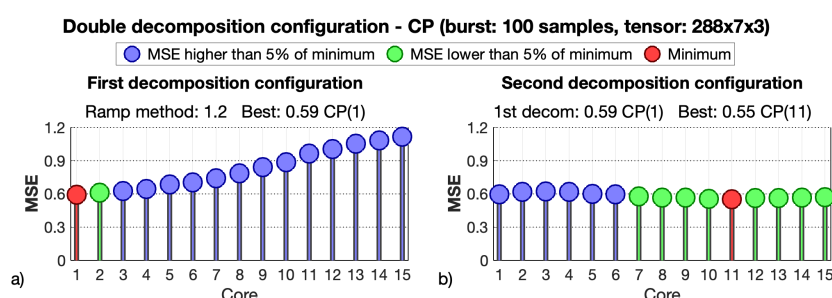 Double decomposition configuration - CP (burst: 100 samples, tensor: 288x7x3)
MSE higher than 5% of minimum MSE lower than 5% of minimum Minimum
First decomposition configuration
Ramp method: 1.2 Best: 0.59 CP(1)
MSE
1.2
0.9
0.6
0.3
0
1 2 3 4 5 6 7 8 9 10 11 12 13 14 15
a)
Core
Second decomposition configuration
1st decom: 0.59 CP(1) Best: 0.55 CP(11)
MSE
1.2
0.9
0.6
0.3
0
1 2 3 4 5 6 7 8 9 10 11 12 13 14 15
b)
Core